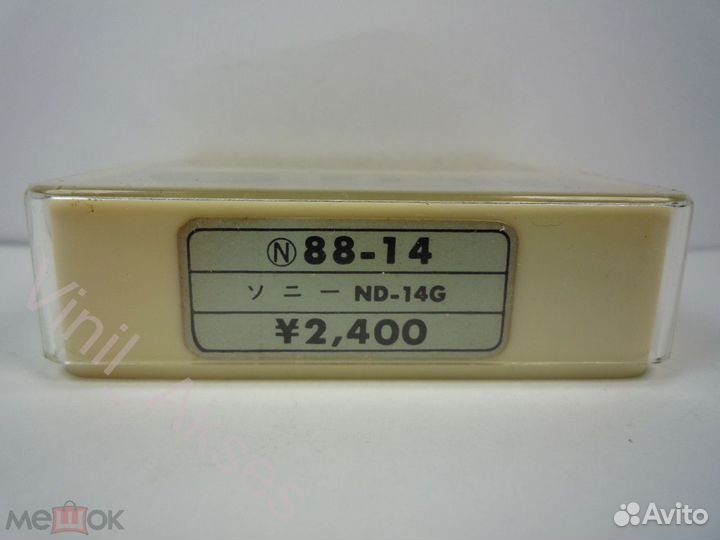 Ⓝ88-14
ソニー ND-14G
¥2,400
Vinil_Akses
мешок
Avito